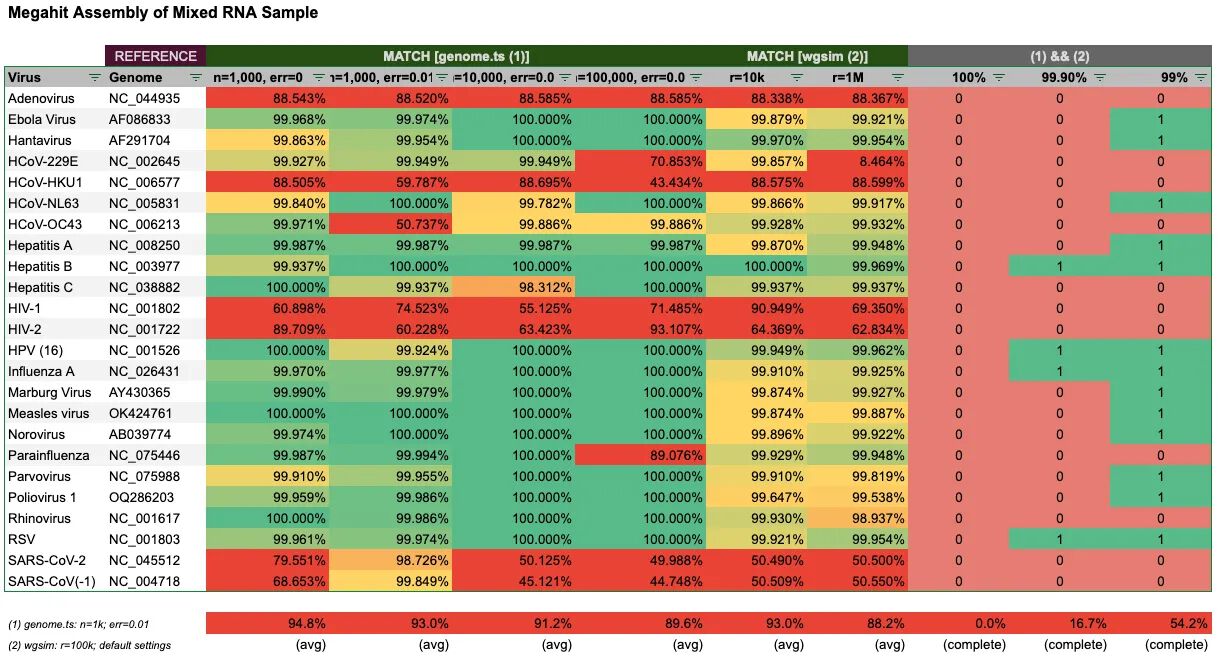 Megahit Assembly of Mixed RNA Sample
REFERENCE MATCH [genome.ts (1)] MATCH [wgsim (2)] (1) && (2)
Virus Genome n=1,000, err=0 n=1,000, err=0.01 n=10,000, err=0.0 n=100,000, err=0.0 r=10k r=1M 100% 99.90% 99%
Adenovirus NC_044935 88.543% 88.520% 88.585% 88.585% 88.338% 88.367% 0 0 0
Ebola Virus AF086833 99.968% 99.974% 100.000% 100.000% 99.879% 99.921% 0 0 1
Hantavirus AF291704 99.863% 99.954% 100.000% 100.000% 99.970% 99.954% 0 0 1
HCoV-229E NC_002645 99.927% 99.949% 99.949% 70.853% 99.857% 8.464% 0 0 0
HCoV-HKU1 NC_006577 88.505% 59.787% 88.695% 43.434% 88.575% 88.599% 0 0 0
HCoV-NL63 NC_005831 99.840% 100.000% 99.782% 100.000% 99.866% 99.917% 0 0 1
HCoV-OC43 NC_006213 99.971% 50.737% 99.886% 99.886% 99.928% 99.932% 0 0 0
Hepatitis A NC_008250 99.987% 99.987% 99.987% 99.987% 99.870% 99.948% 0 0 1
Hepatitis B NC_003977 99.937% 100.000% 100.000% 100.000% 100.000% 99.969% 0 1 1
Hepatitis C NC_038882 100.000% 99.937% 98.312% 100.000% 99.937% 99.937% 0 0 0
HIV-1 NC_001802 60.898% 74.523% 55.125% 71.485% 90.949% 69.350% 0 0 0
HIV-2 NC_001722 89.709% 60.228% 63.423% 93.107% 64.369% 62.834% 0 0 0
HPV (16) NC_001526 100.000% 99.924% 100.000% 100.000% 99.949% 99.962% 0 1 1
Influenza A NC_026431 99.970% 99.977% 100.000% 100.000% 99.910% 99.925% 0 1 1
Marburg Virus AY430365 99.990% 99.979% 100.000% 100.000% 99.874% 99.927% 0 0 1
Measles virus OK424761 100.000% 100.000% 100.000% 100.000% 99.874% 99.887% 0 0 1
Norovirus AB039774 99.974% 100.000% 100.000% 100.000% 99.896% 99.922% 0 0 1
Parainfluenza NC_075446 99.987% 99.994% 100.000% 89.076% 99.929% 99.948% 0 0 0
Parvovirus NC_075988 99.910% 99.955% 100.000% 100.000% 99.910% 99.819% 0 0 1
Poliovirus 1 OQ286203 99.959% 99.986% 100.000% 100.000% 99.647% 99.538% 0 0 1
Rhinovirus NC_001617 100.000% 99.986% 100.000% 100.000% 99.930% 98.937% 0 0 0
RSV NC_001803 99.961% 99.974% 100.000% 100.000% 99.921% 99.954% 0 1 1
SARS-CoV-2 NC_045512 79.551% 98.726% 50.125% 49.988% 50.490% 50.500% 0 0 0
SARS-CoV(-1) NC_004718 68.653% 99.849% 45.121% 44.748% 50.509% 50.550% 0 0 0
(1) genome.ts: n=1k; err=0.01 94.8% 93.0% 91.2% 89.6% 93.0% 88.2% 0.0% 16.7% 54.2%
(2) wgsim: r=100k; default settings (avg) (avg) (avg) (avg) (avg) (avg) (complete) (complete) (complete)